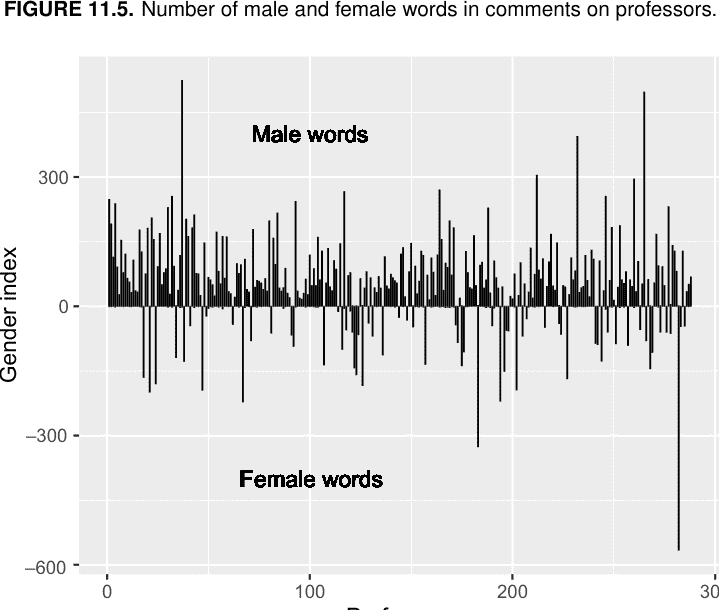 FIGURE 11.5. Number of male and female words in comments on professors.
Male words
300
0
Gender index
−300
Female words
−600
0 100 200